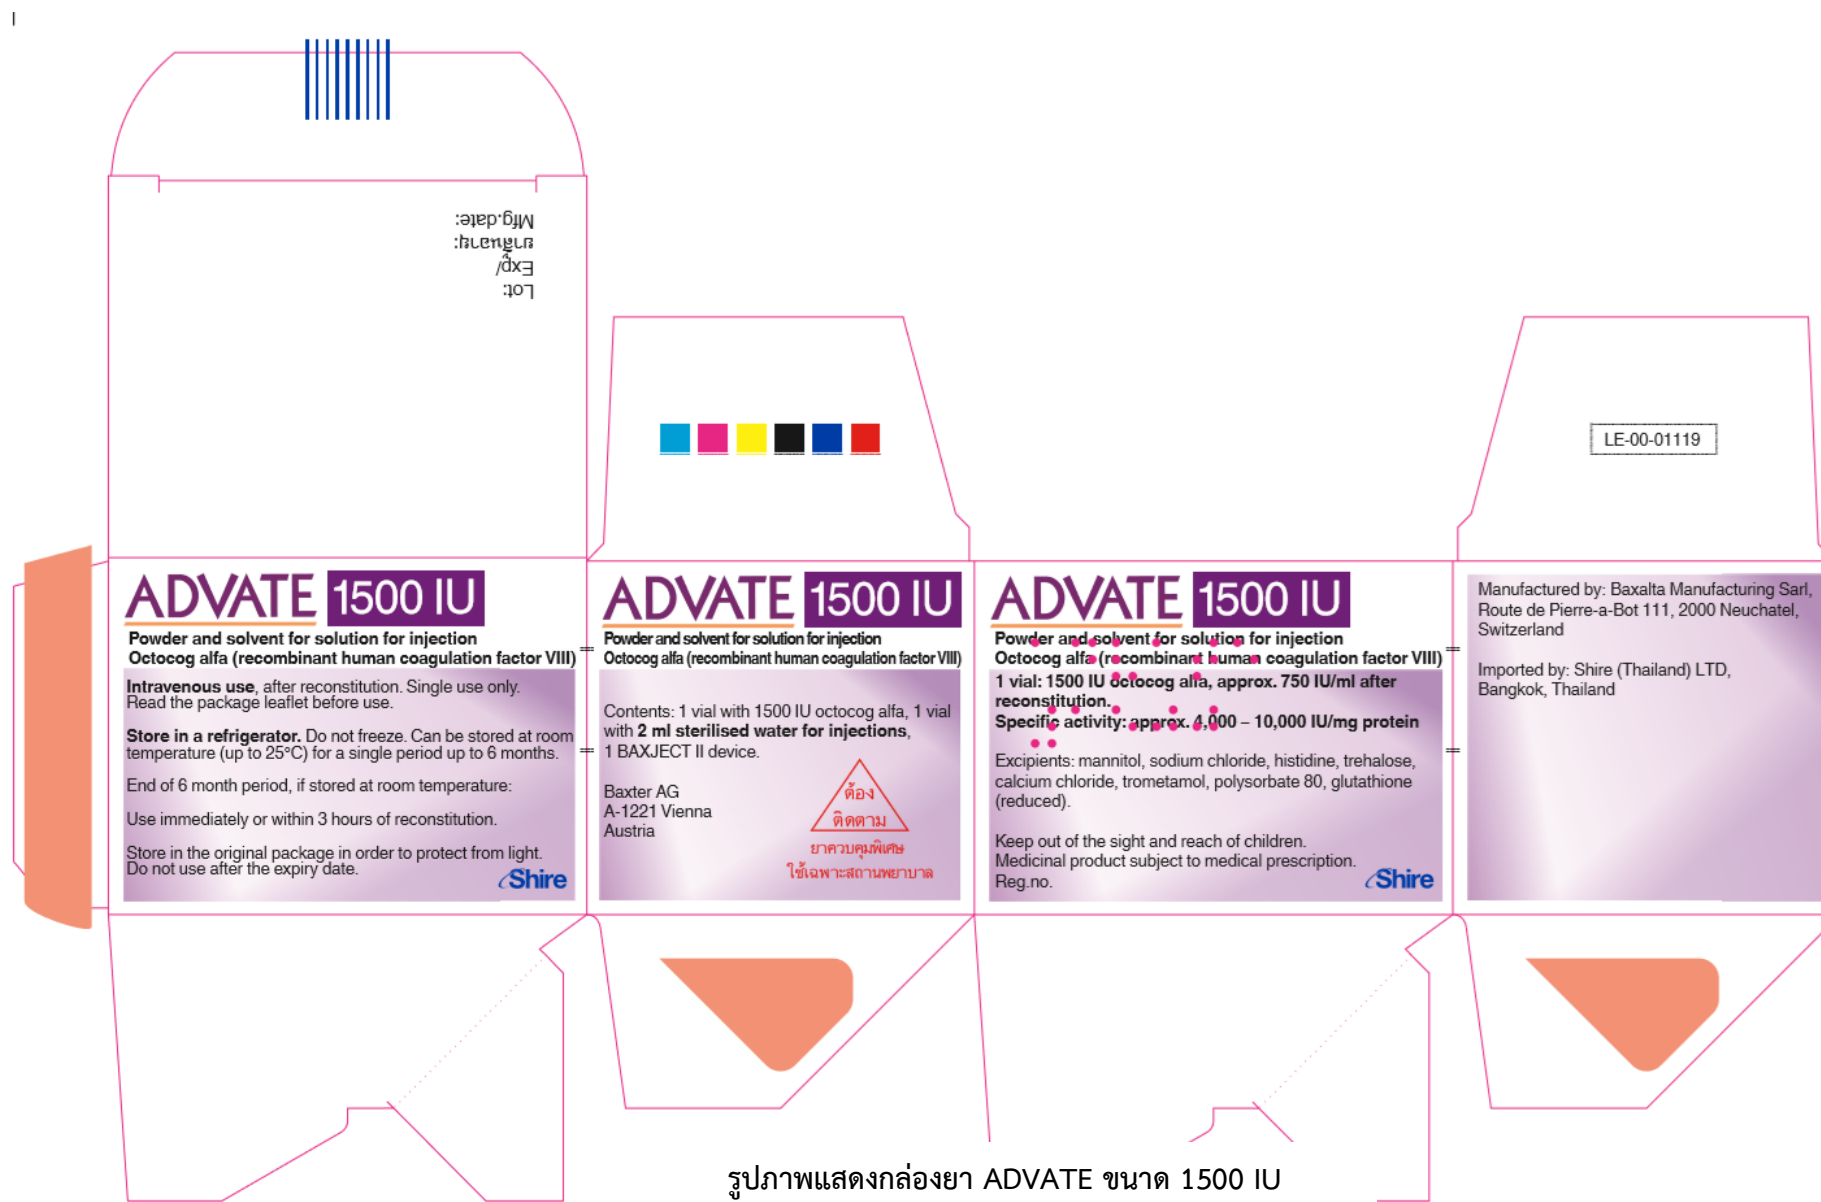 Mfg.date:
ยาสิ้นอายุ:
Exp/
Lot:
LE-00-01119
ADVATE 1500 IU
Powder and solvent for solution for injection
Octocog alfa (recombinant human coagulation factor VIII)
Intravenous use, after reconstitution. Single use only.
Read the package leaflet before use.
Store in a refrigerator. Do not freeze. Can be stored at room
temperature (up to 25°C) for a single period up to 6 months.
End of 6 month period, if stored at room temperature:
Use immediately or within 3 hours of reconstitution.
Store in the original package in order to protect from light.
Do not use after the expiry date.
Shire
ADVATE 1500 IU
Powder and solvent for solution for injection
Octocog alfa (recombinant human coagulation factor VIII)
Contents: 1 vial with 1500 IU octocog alfa, 1 vial
with 2 ml sterilised water for injections,
1 BAXJECT II device.
Baxter AG
A-1221 Vienna
Austria
ต้อง
ติดตาม
ยาควบคุมพิเศษ
ใช้เฉพาะสถานพยาบาล
ADVATE 1500 IU
Powder and solvent for solution for injection
Octocog alfa (recombinant human coagulation factor VIII)
1 vial: 1500 IU octocog alfa, approx. 750 IU/ml after
reconstitution.
Specific activity: approx. 4,000 – 10,000 IU/mg protein
Excipients: mannitol, sodium chloride, histidine, trehalose,
calcium chloride, trometamol, polysorbate 80, glutathione
(reduced).
Keep out of the sight and reach of children.
Medicinal product subject to medical prescription.
Reg.no.
Shire
Manufactured by: Baxalta Manufacturing Sarl,
Route de Pierre-a-Bot 111, 2000 Neuchatel,
Switzerland
Imported by: Shire (Thailand) LTD,
Bangkok, Thailand
รูปภาพแสดงกล่องยา ADVATE ขนาด 1500 IU